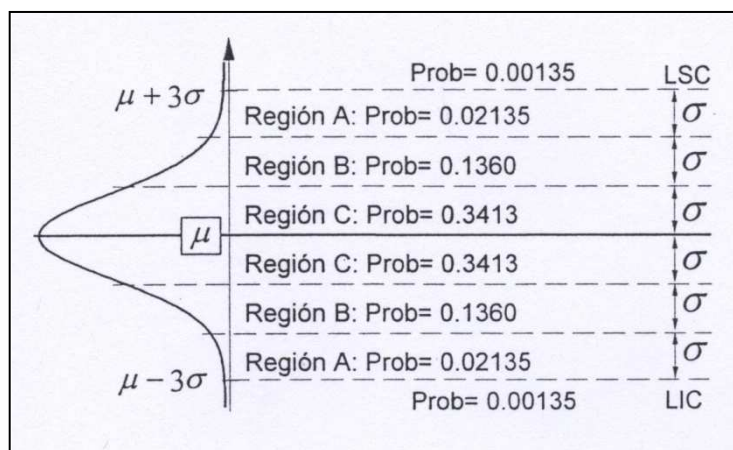 Prob= 0.00135 LSC
μ + 3σ
Región A: Prob= 0.02135 σ
Región B: Prob= 0.1360 σ
Región C: Prob= 0.3413 σ
μ
Región C: Prob= 0.3413 σ
Región B: Prob= 0.1360 σ
Región A: Prob= 0.02135 σ
μ − 3σ
Prob= 0.00135 LIC